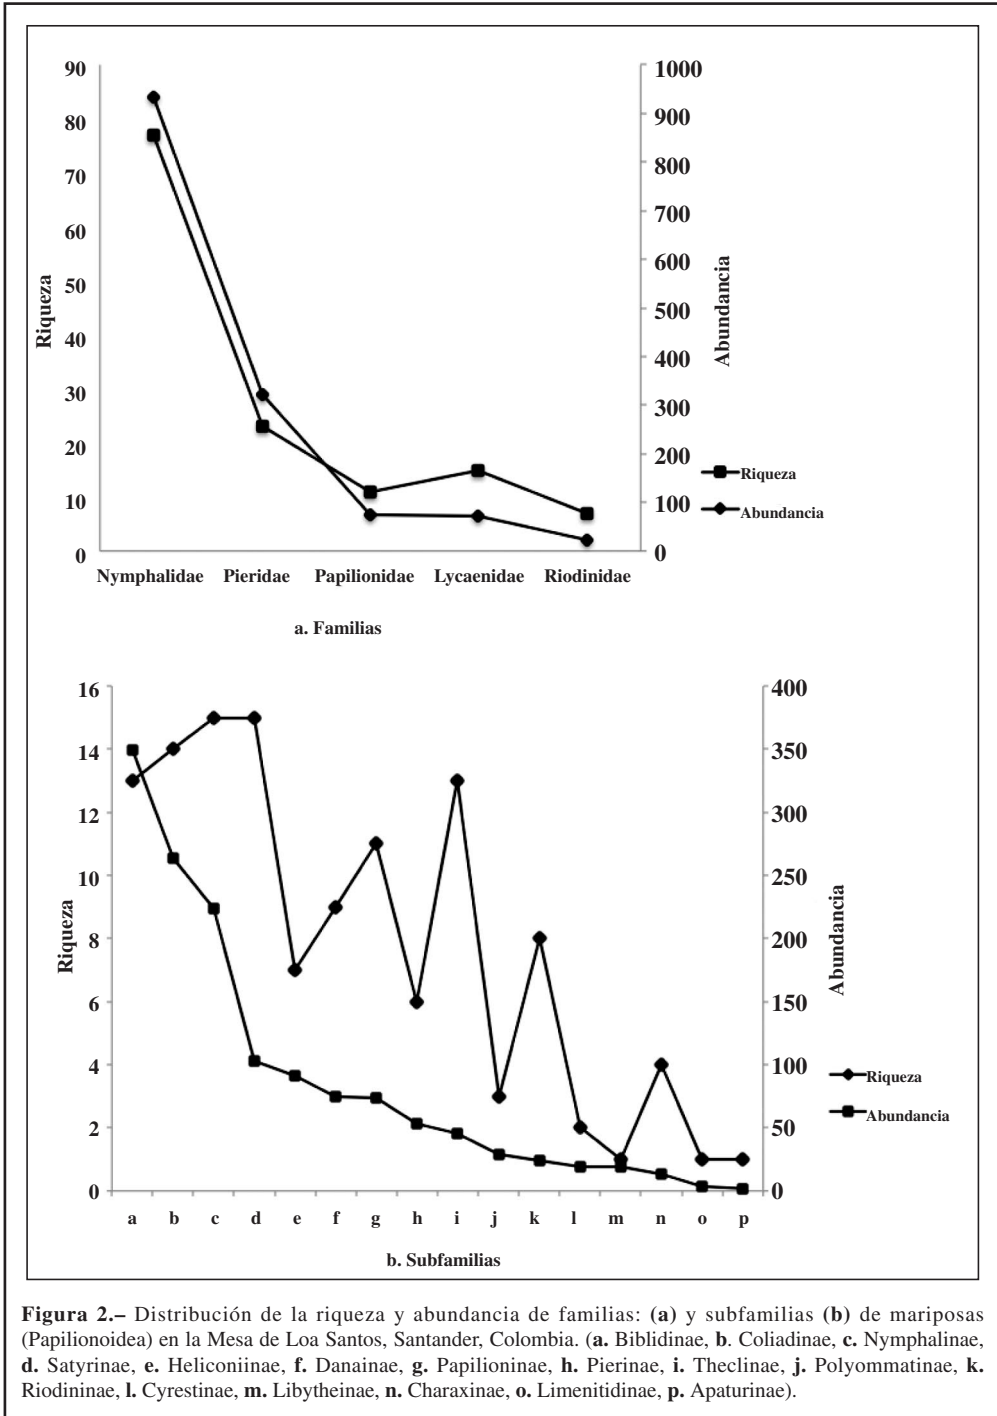 90
80
70
60
50
40
30
20
10
0
Riqueza
1000
900
800
700
600
500
400
300
200
100
0
Abundancia
Riqueza
Abundancia
Nymphalidae Pieridae Papilionidae Lycaenidae Riodinidae
a. Familias
16
14
12
10
8
6
4
2
0
Riqueza
400
350
300
250
200
150
100
50
0
Abundancia
Riqueza
Abundancia
a b c d e f g h i j k l m n o p
b. Subfamilias
Figura 2.– Distribución de la riqueza y abundancia de familias: (a) y subfamilias (b) de mariposas
(Papilionoidea) en la Mesa de Loa Santos, Santander, Colombia. (a. Biblidinae, b. Coliadinae, c. Nymphalinae,
d. Satyrinae, e. Heliconiinae, f. Danainae, g. Papilioninae, h. Pierinae, i. Theclinae, j. Polyommatinae, k.
Riodininae, l. Cyrestinae, m. Libytheinae, n. Charaxinae, o. Limenitidinae, p. Apaturinae).